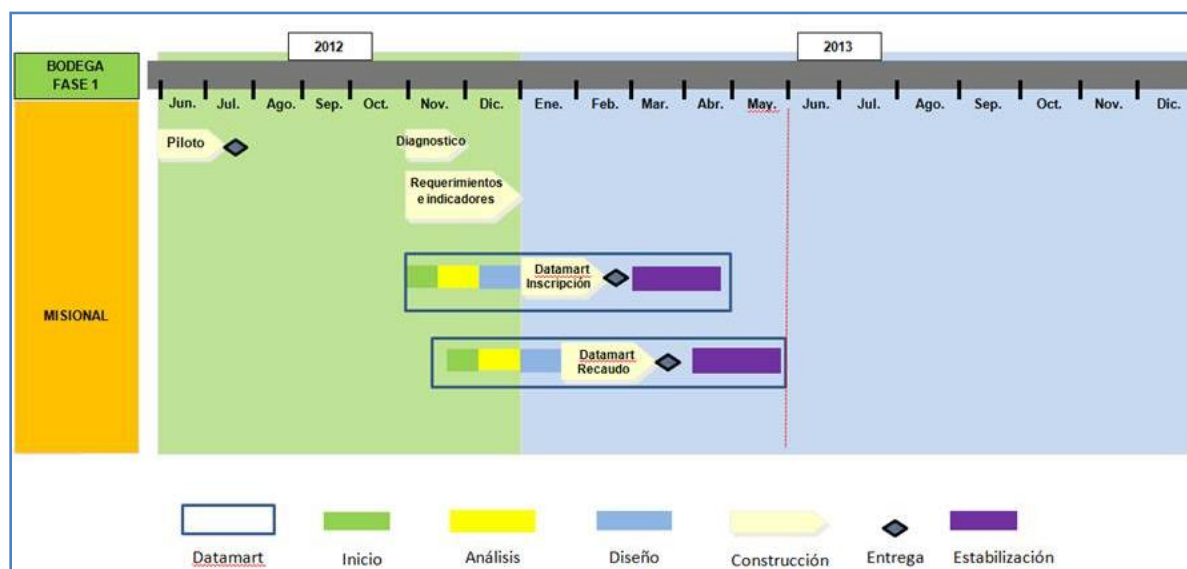 2012
2013
BODEGA
FASE 1
Jun. Jul. Ago. Sep. Oct. Nov. Dic. Ene. Feb. Mar. Abr. May. Jun. Jul. Ago. Sep. Oct. Nov. Dic.
MISIONAL
Piloto
Diagnostico
Requerimientos
e indicadores
Datamart
Inscripción
Datamart
Recaudo
Datamart
Inicio
Análisis
Diseño
Construcción
Entrega
Estabilización